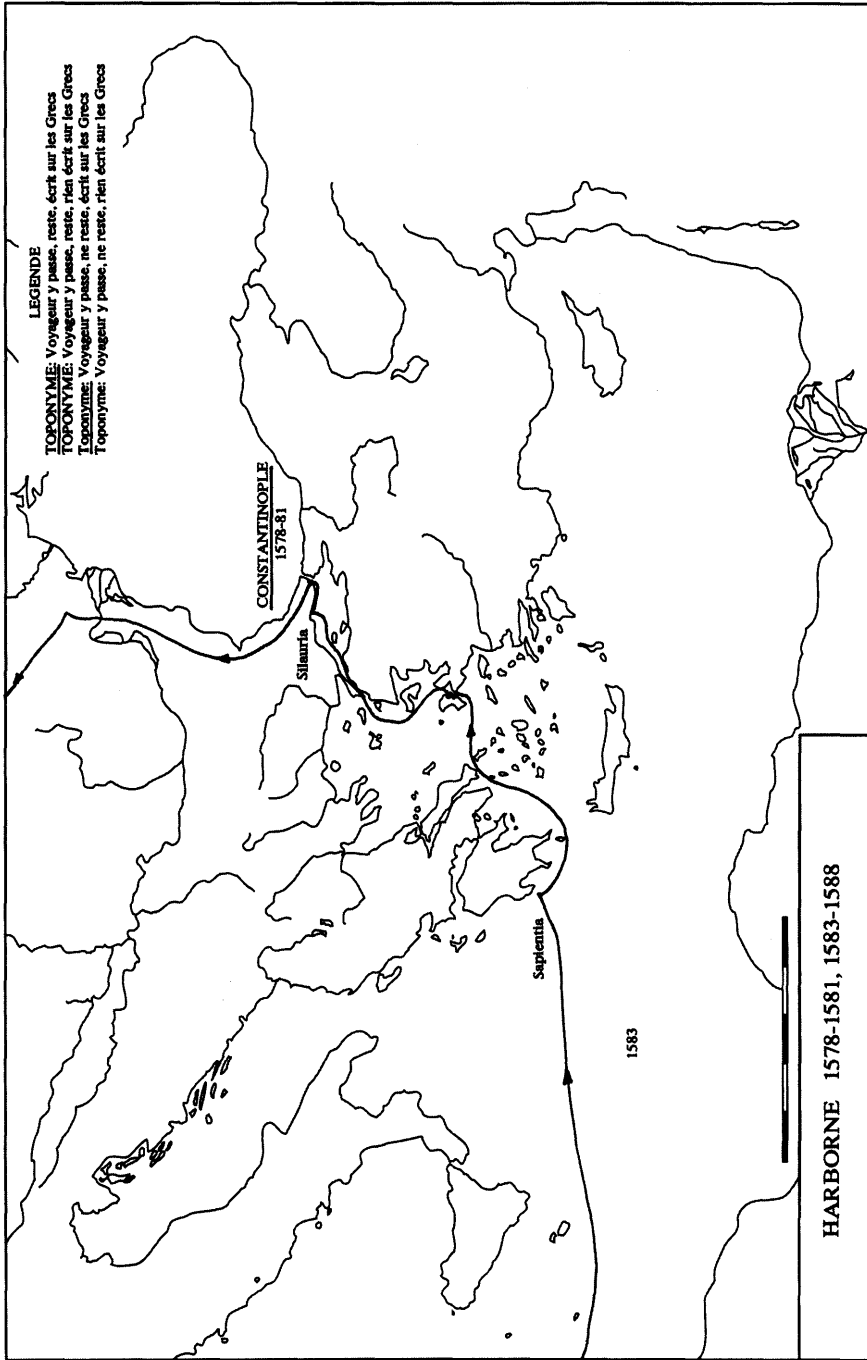 LEGENDE
TOPONYME: Voyageur y passe, reste, écrit sur les Grecs
TOPONYME: Voyageur y passe, reste, rien écrit sur les Grecs
Toponyme: Voyageur y passe, ne reste, écrit sur les Grecs
Toponyme: Voyageur y passe, ne reste, rien écrit sur les Grecs
CONSTANTINOPLE
1578-81
Silauria
Sapientia
1583
HARBORNE 1578-1581, 1583-1588